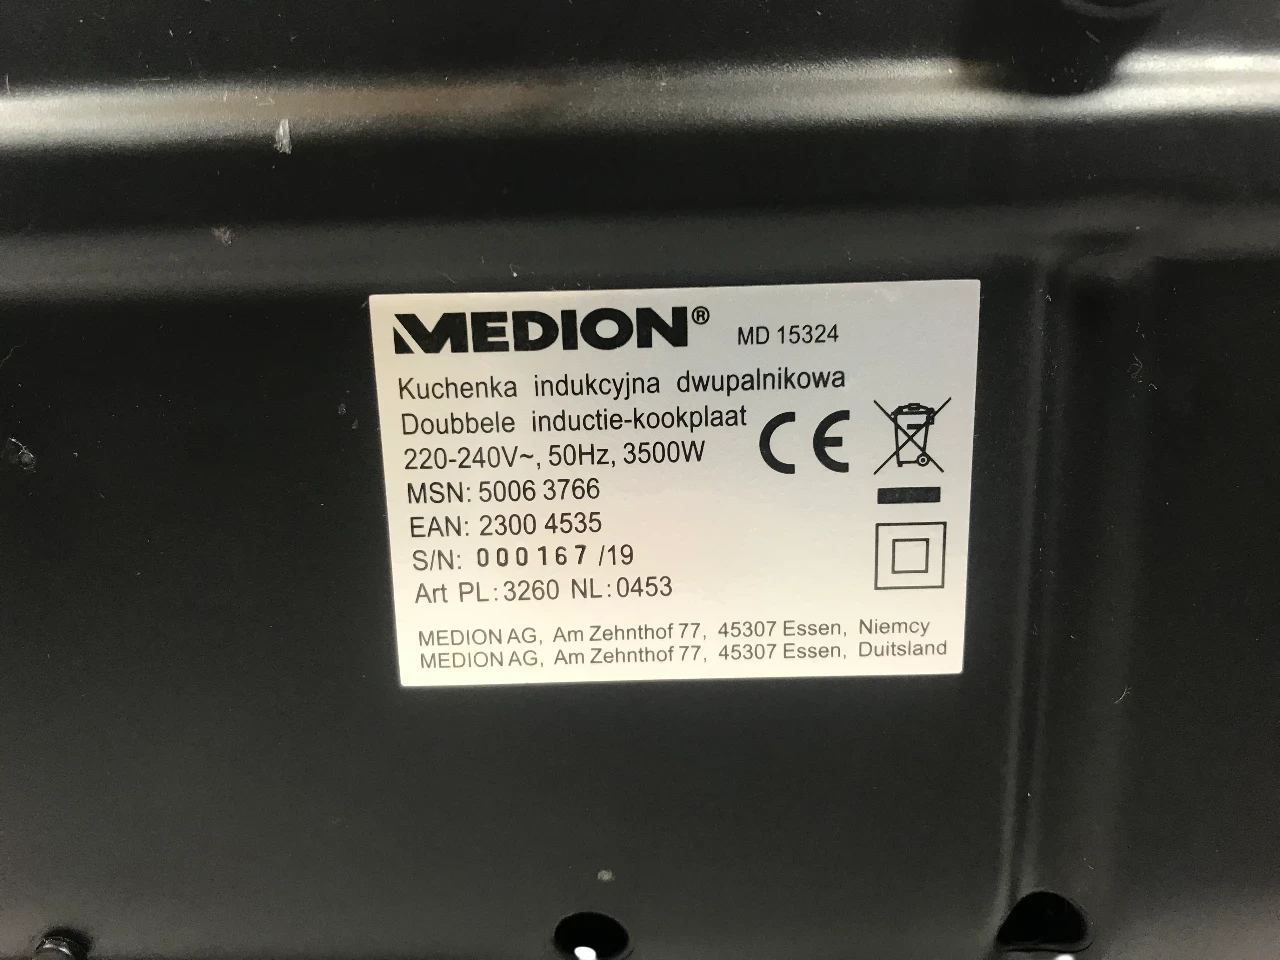 MEDION® MD 15324
Kuchenka indukcyjna dwupalnikowa
Doubbele inductie-kookplaat
220-240V~, 50Hz, 3500W
CE
MSN: 5006 3766
EAN: 2300 4535
S/N: 000167 /19
Art PL:3260 NL:0453
MEDION AG, Am Zehnthof 77, 45307 Essen, Niemcy
MEDION AG, Am Zehnthof 77, 45307 Essen, Duitsland